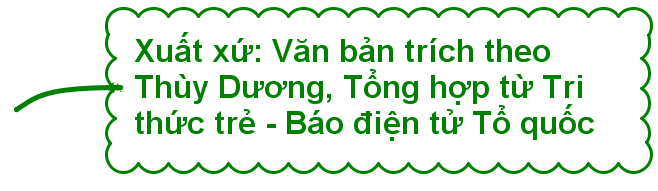 Xuất xứ: Văn bản trích theo
Thùy Dương, Tổng hợp từ Tri
thức trẻ - Báo điện tử Tổ quốc